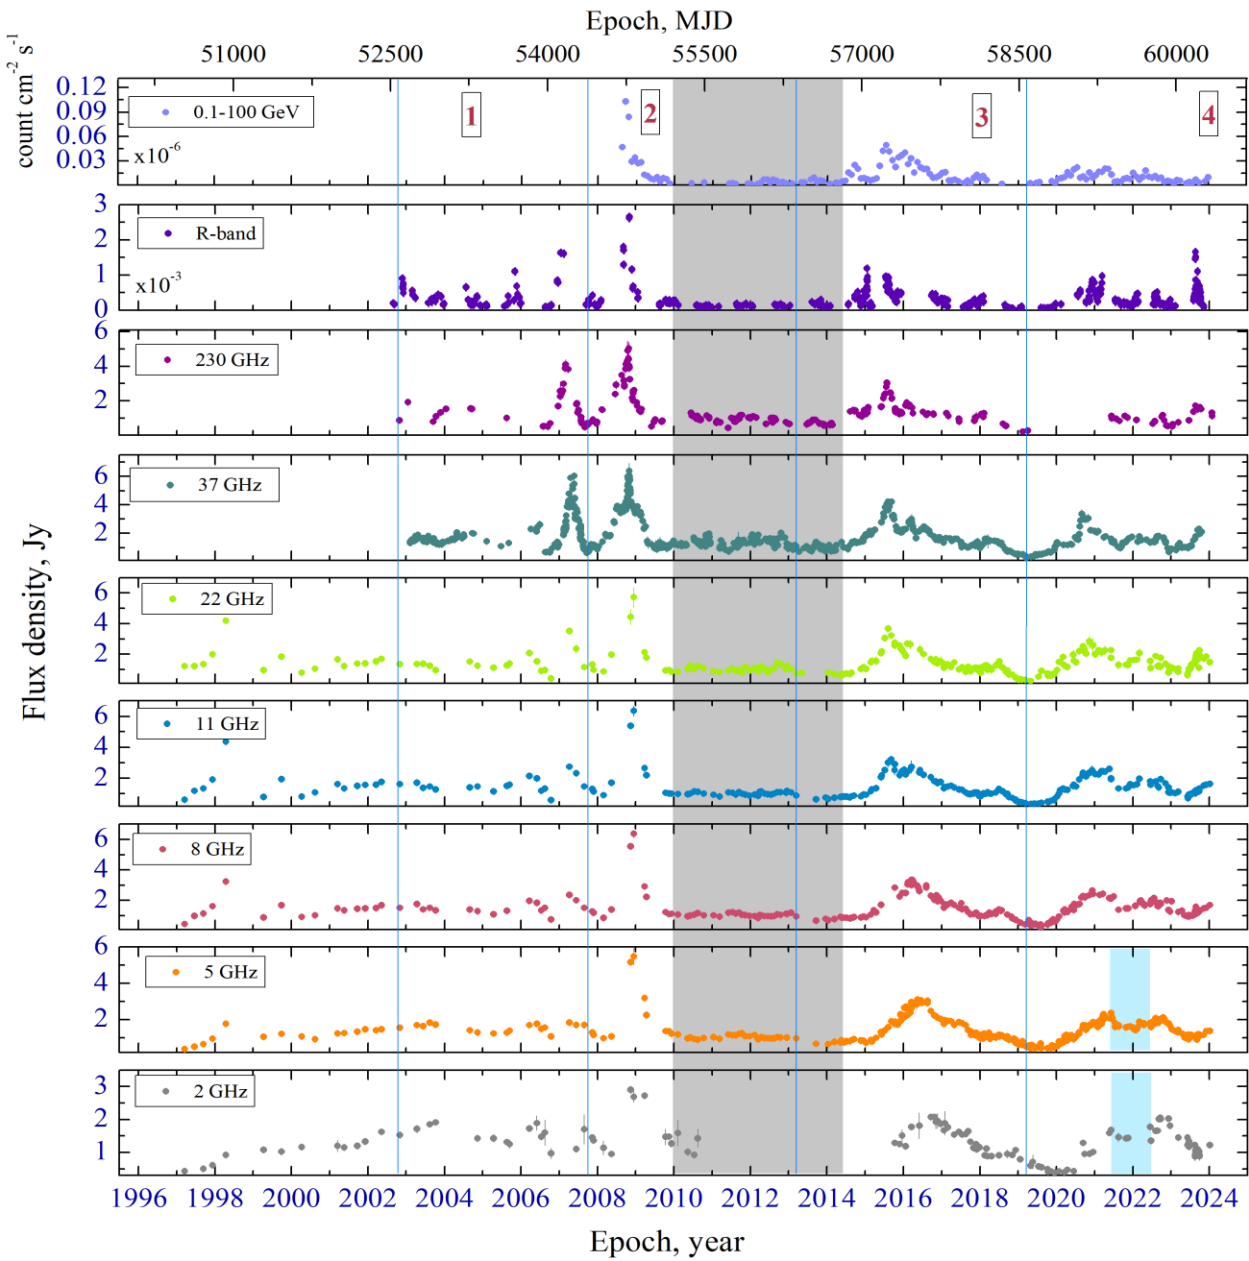 Epoch, MJD
51000 52500 54000 55500 57000 58500 60000
count cm⁻² s⁻¹
0.12
0.09
0.06
0.03
0.1-100 GeV
x10⁻⁶
1 2 3 4
3
2
1
0
R-band
x10⁻³
6
4
2
230 GHz
6
4
2
37 GHz
Flux density, Jy
6
4
2
22 GHz
6
4
2
11 GHz
6
4
2
8 GHz
6
4
2
5 GHz
3
2
1
2 GHz
1996 1998 2000 2002 2004 2006 2008 2010 2012 2014 2016 2018 2020 2022 2024
Epoch, year